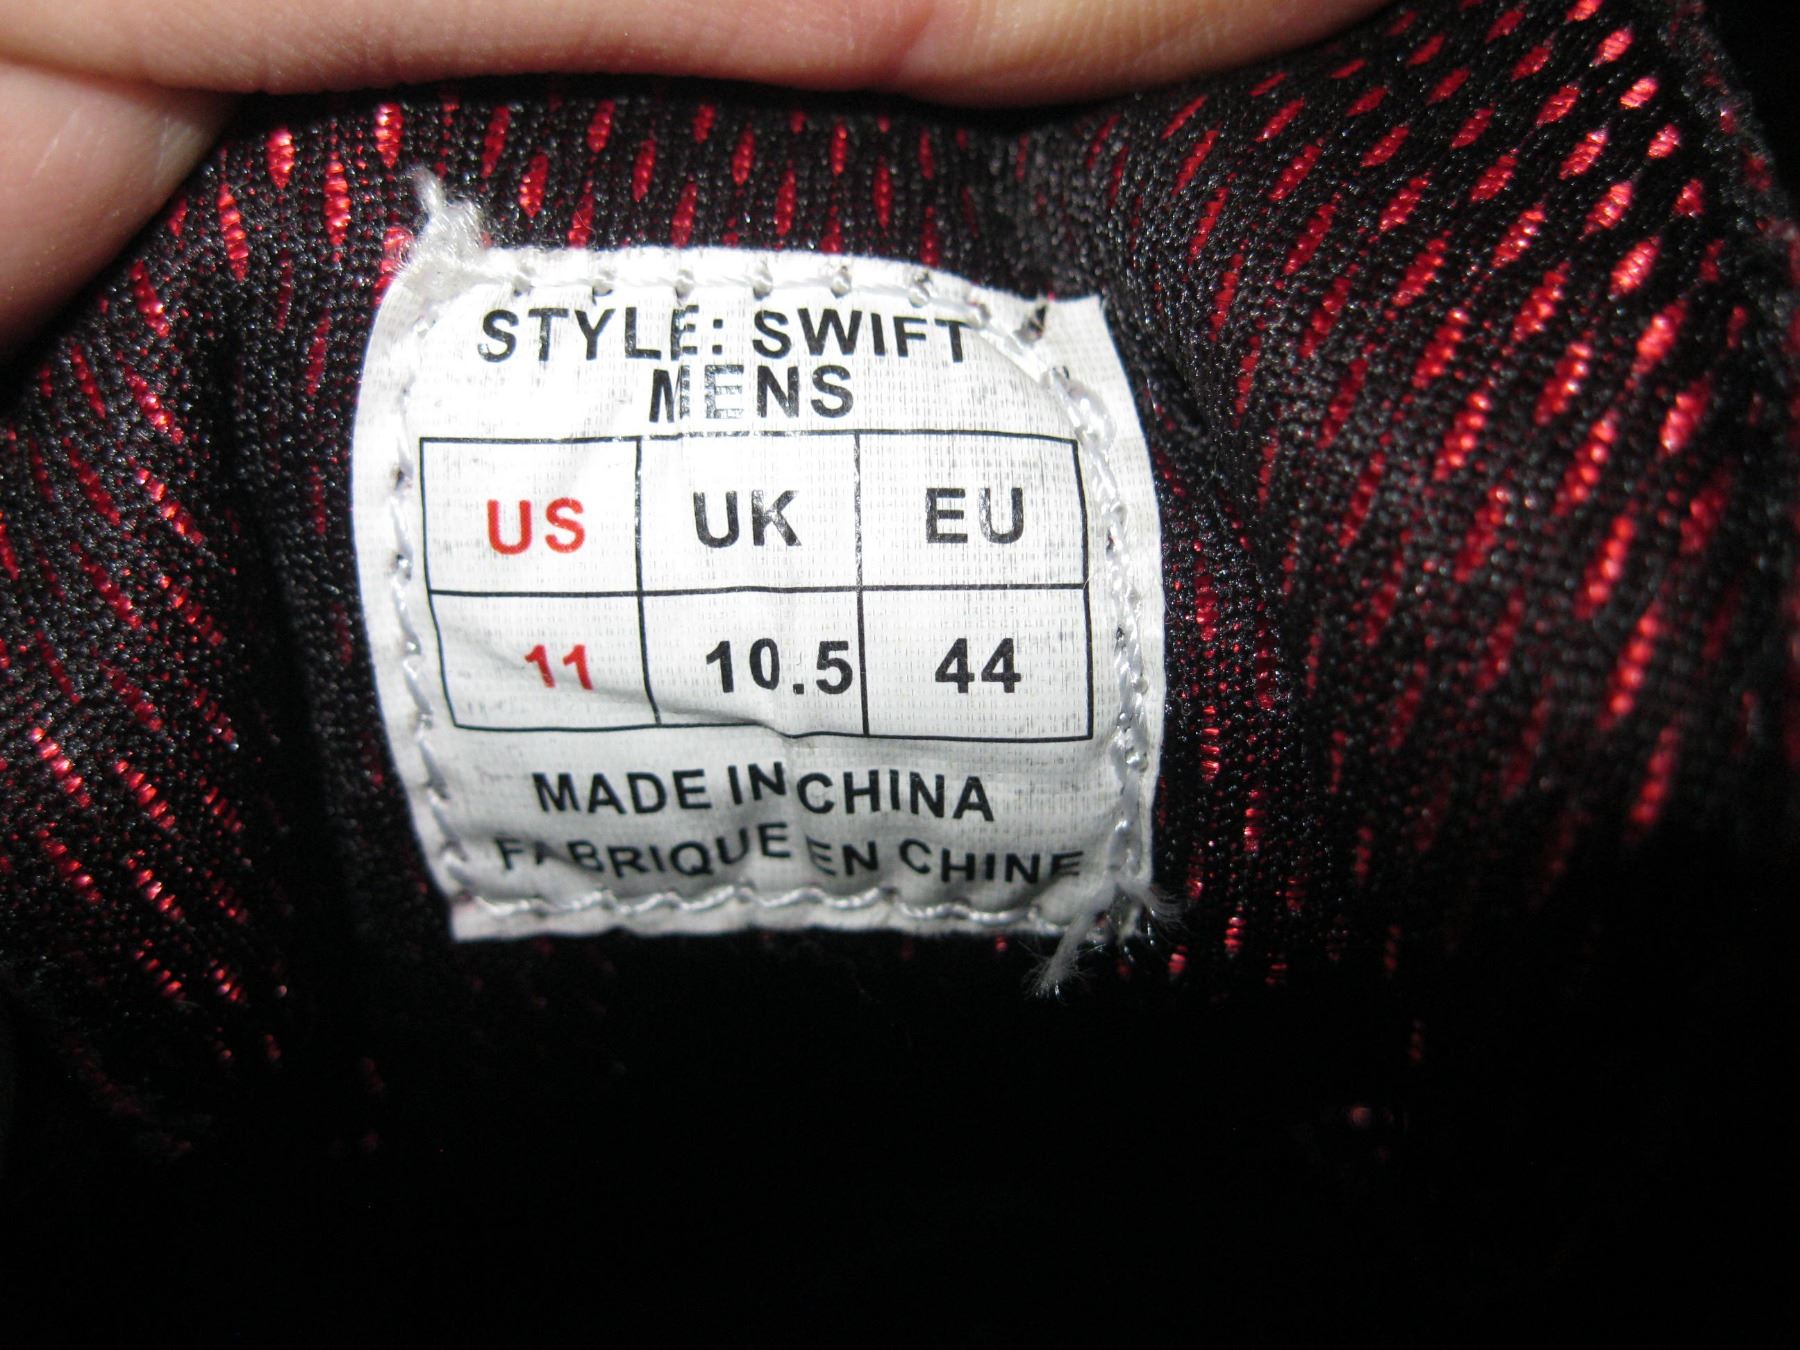 STYLE: SWIFT
MENS
US UK EU
11 10.5 44
MADE IN CHINA
FABRIQUE EN CHINE